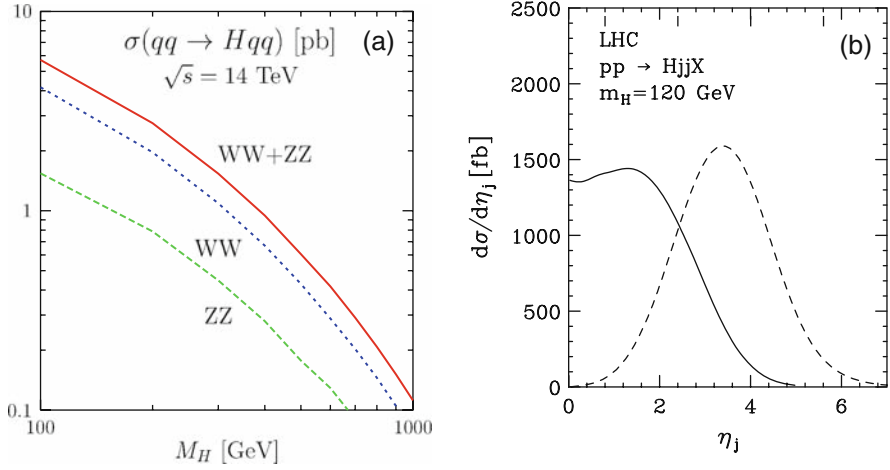 σ(qq → Hqq) [pb] (a)
√s = 14 TeV
10
1
0.1
WW+ZZ
WW
ZZ
100
1000
M_H [GeV]
(b)
LHC
pp → HjjX
m_H=120 GeV
dσ/dη_j [fb]
2500
2000
1500
1000
500
0
0 2 4 6
η_j